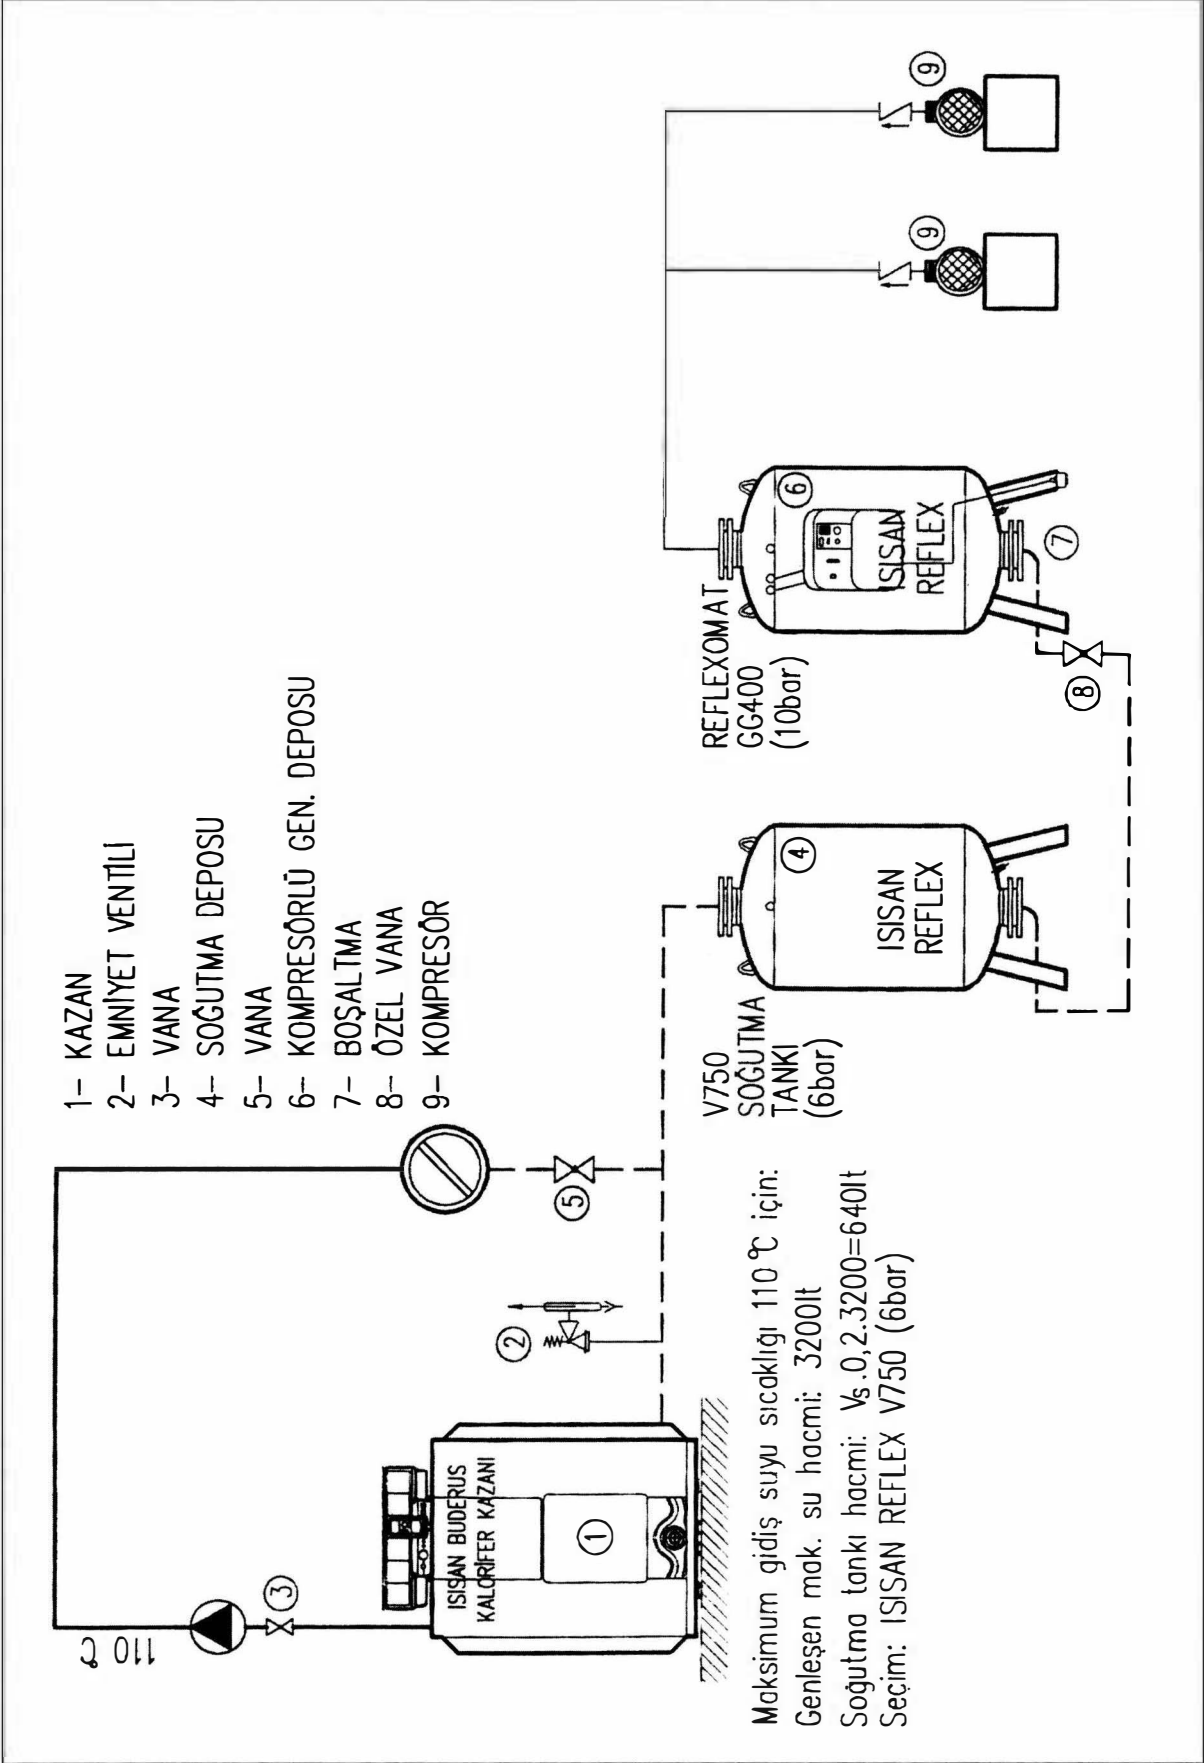 110 ℃
1- KAZAN
2- EMNİYET VENTİLİ
3- VANA
4- SOĞUTMA DEPOSU
5- VANA
6- KOMPRESÖRLÜ GEN. DEPOSU
7- BOŞALTMA
8- ÖZEL VANA
9- KOMPRESÖR
3
ISISAN BUDERUS
KALORİFER KAZANI
1
2
5
V750
SOĞUTMA
TANKI
(6bar)
4
ISISAN
REFLEX
REFLEXOMAT
GG400
(10bar)
6
ISISAN
REFLEX
7
8
9
9
Maksimum gidiş suyu sıcaklığı 110 ℃ için:
Genleşen mak. su hacmi: 3200lt
Soğutma tankı hacmi: Vs.0,2.3200=640lt
Seçim: ISISAN REFLEX V750 (6bar)